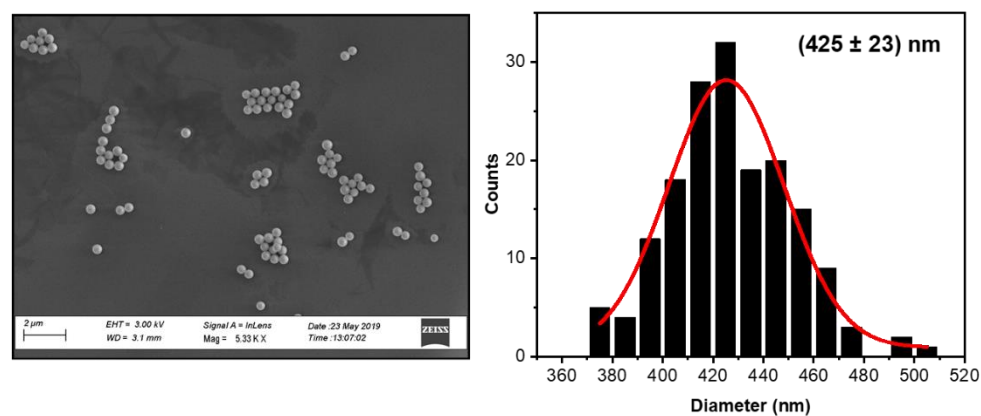 2 µm
EHT = 3.00 kV
WD = 3.1 mm
Signal A = InLens
Mag = 5.33 K X
Date :23 May 2019
Time :13:07:02
ZEISS
(425 ± 23) nm
Counts
30
20
10
0
360 380 400 420 440 460 480 500 520
Diameter (nm)